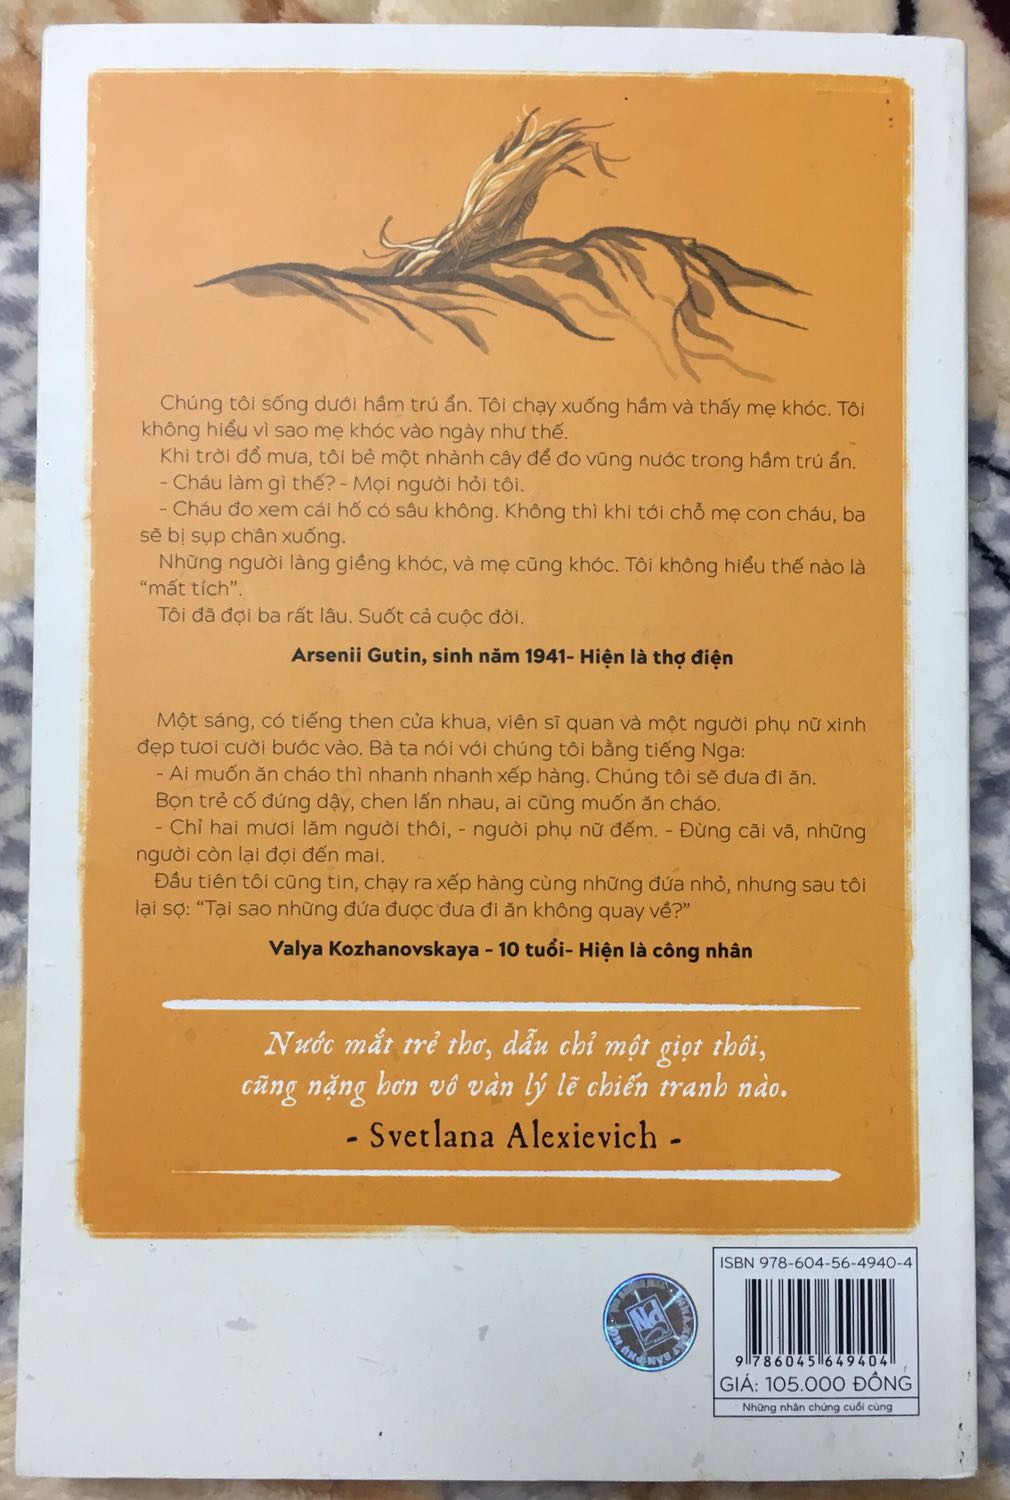 Chúng tôi sống dưới hầm trú ẩn. Tôi chạy xuống hầm và thấy mẹ khóc. Tôi
không hiểu vì sao mẹ khóc vào ngày như thế.
Khi trời đổ mưa, tôi bẻ một nhành cây để đo vũng nước trong hầm trú ẩn.
- Cháu làm gì thế? - Mọi người hỏi tôi.
- Cháu đo xem cái hố có sâu không. Không thì khi tới chỗ mẹ con cháu, ba
sẽ bị sụp chân xuống.
Những người làng giềng khóc, và mẹ cũng khóc. Tôi không hiểu thế nào là
“mất tích”.
Tôi đã đợi ba rất lâu. Suốt cả cuộc đời.
Arsenii Gutin, sinh năm 1941- Hiện là thợ điện
Một sáng, có tiếng then cửa khua, viên sĩ quan và một người phụ nữ xinh
đẹp tươi cười bước vào. Bà ta nói với chúng tôi bằng tiếng Nga:
- Ai muốn ăn cháo thì nhanh nhanh xếp hàng. Chúng tôi sẽ đưa đi ăn.
Bọn trẻ cố đứng dậy, chen lấn nhau, ai cũng muốn ăn cháo.
- Chỉ hai mươi lăm người thôi, - người phụ nữ đếm. - Đừng cãi vã, những
người còn lại đợi đến mai.
Đầu tiên tôi cũng tin, chạy ra xếp hàng cùng những đứa nhỏ, nhưng sau tôi
lại sợ: “Tại sao những đứa được đưa đi ăn không quay về?”
Valya Kozhanovskaya - 10 tuổi- Hiện là công nhân
Nước mắt trẻ thơ, dẫu chỉ một giọt thôi,
cũng nặng hơn vô vàn lý lẽ chiến tranh nào.
- Svetlana Alexievich -
ISBN 978-604-56-4940-4
9 786045 649404
GIÁ: 105.000 ĐỒNG
Những nhân chứng cuối cùng